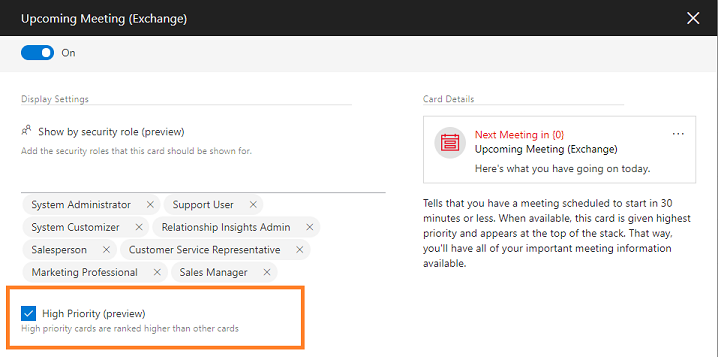 Upcoming Meeting (Exchange)
On
Display Settings
Show by security role (preview)
Add the security roles that this card should be shown for.
System Administrator
Support User
System Customizer
Relationship Insights Admin
Salesperson
Customer Service Representative
Marketing Professional
Sales Manager
High Priority (preview)
High priority cards are ranked higher than other cards
Card Details
Next Meeting in {0}
Upcoming Meeting (Exchange)
Here's what you have going on today.
Tells that you have a meeting scheduled to start in 30
minutes or less. When available, this card is given highest
priority and appears at the top of the stack. That way,
you'll have all of your important meeting information
available.